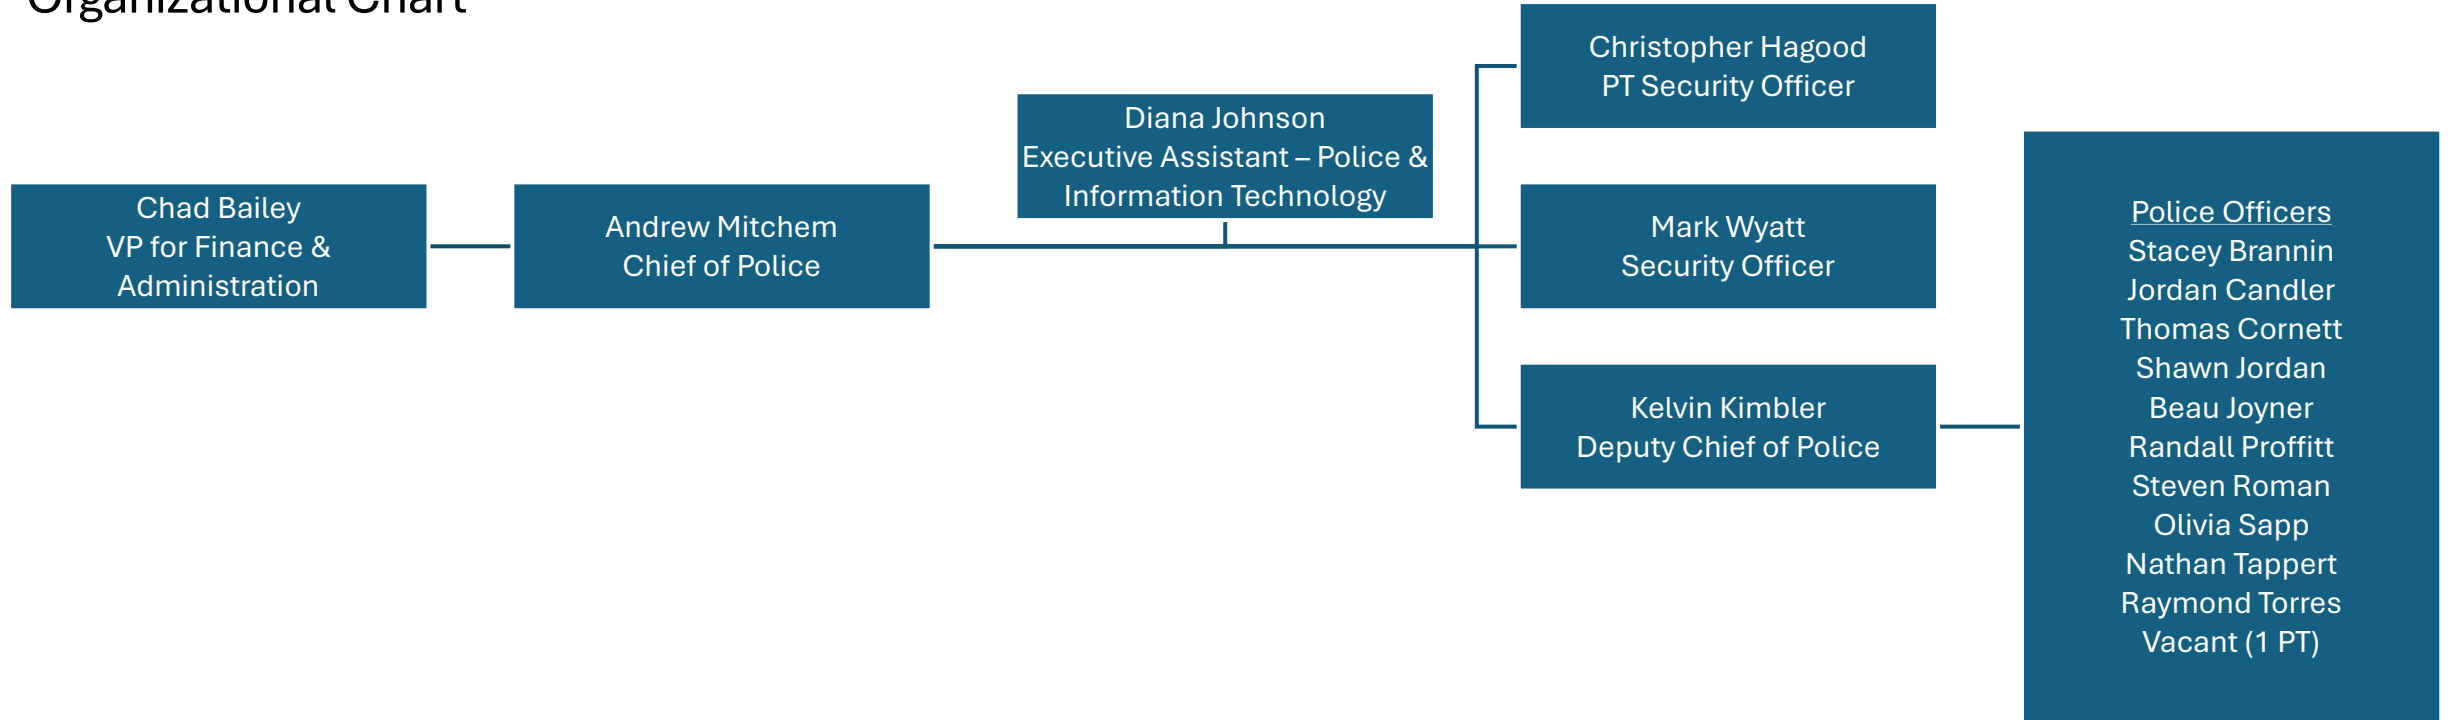 Organizational Chart
Chad Bailey
VP for Finance &
Administration
Andrew Mitchem
Chief of Police
Diana Johnson
Executive Assistant – Police &
Information Technology
Christopher Hagood
PT Security Officer
Mark Wyatt
Security Officer
Kelvin Kimbler
Deputy Chief of Police
Police Officers
Stacey Brannin
Jordan Candler
Thomas Cornett
Shawn Jordan
Beau Joyner
Randall Proffitt
Steven Roman
Olivia Sapp
Nathan Tappert
Raymond Torres
Vacant (1 PT)